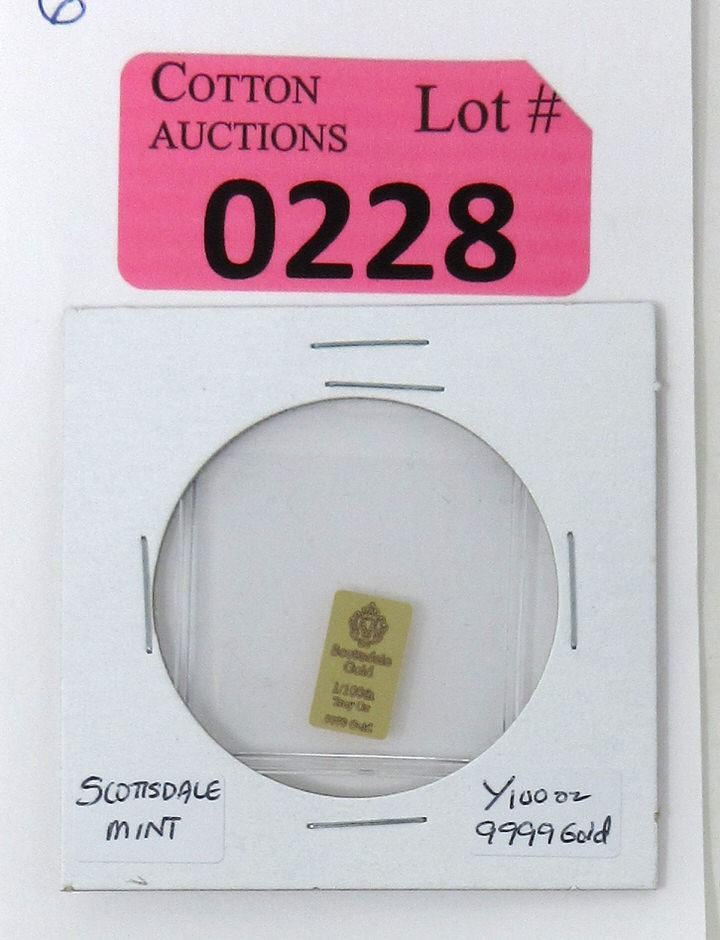 6
COTTON
AUCTIONS
Lot #
0228
Scottsdale
Gold
1/100th
Troy Oz
9999 Gold
SCOTTSDALE
MINT
1/100 oz
9999 Gold